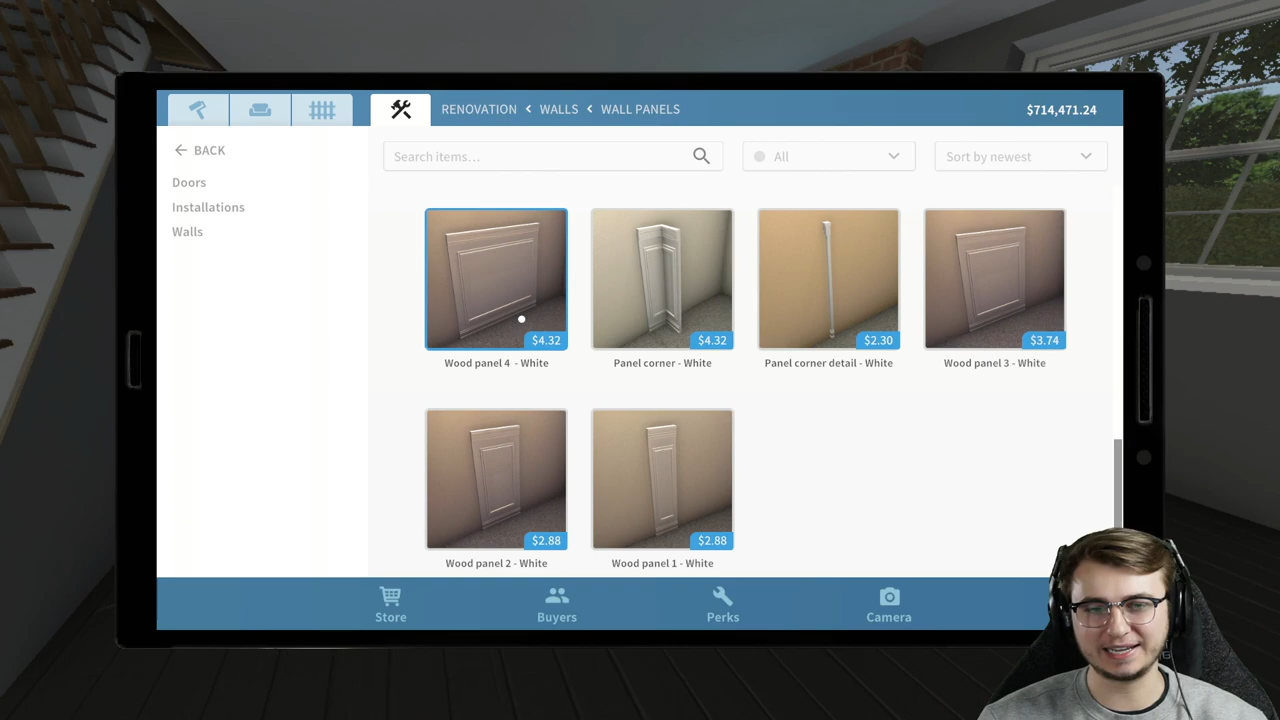 RENOVATION < WALLS < WALL PANELS
$714,471.24
BACK
Doors
Installations
Walls
Search items...
All
Sort by newest
$4.32
$4.32
$2.30
$3.74
Wood panel 4 - White
Panel corner - White
Panel corner detail - White
Wood panel 3 - White
$2.88
$2.88
Wood panel 2 - White
Wood panel 1 - White
Store
Buyers
Perks
Camera